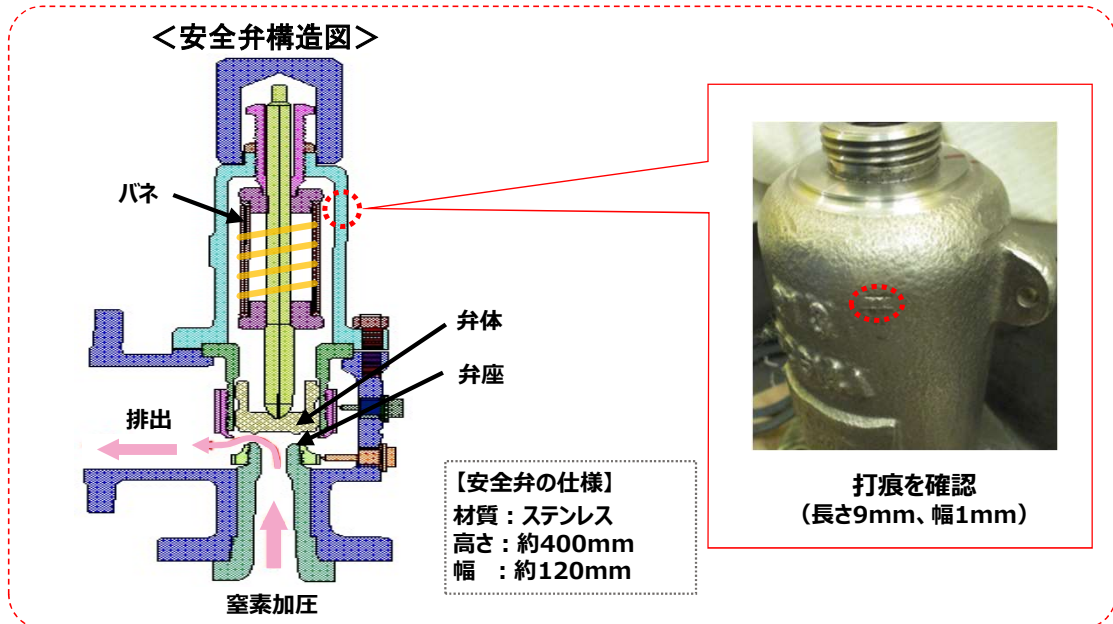 ＜安全弁構造図＞
バネ
弁体
弁座
排出
窒素加圧
【安全弁の仕様】
材質：ステンレス
高さ：約400mm
幅　：約120mm
打痕を確認
（長さ9mm、幅1mm）